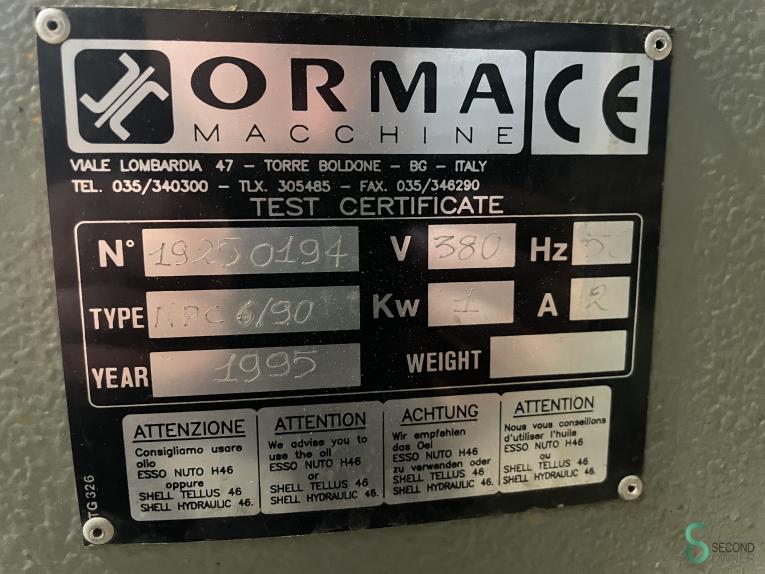 ORMA
MACCHINE
CE
VIALE LOMBARDIA 47 – TORRE BOLDONE – BG – ITALY
TEL. 035/340300 – TLX. 305485 – FAX. 035/346290
TEST CERTIFICATE
N° 19250194 V 380 Hz 50
TYPE NPC 6/90 Kw 1 A 2
YEAR 1995 WEIGHT
ATTENZIONE
Consigliamo usare
olio
ESSO NUTO H46
oppure
SHELL TELLUS 46
SHELL HYDRAULIC 46.
ATTENTION
We advise you to
use the oil
ESSO NUTO H46
or
SHELL TELLUS 46
SHELL HYDRAULIC 46.
ACHTUNG
Wir empfehlen
das Oel
ESSO NUTO H46
zu verwenden oder
SHELL TELLUS 46
SHELL HYDRAULIC 46.
ATTENTION
Nous vous conseillons
d'utiliser l'huile
ESSO NUTO H46
ou
SHELL TELLUS 46
SHELL HYDRAULIC 46.
TG326
SECOND
OWNER